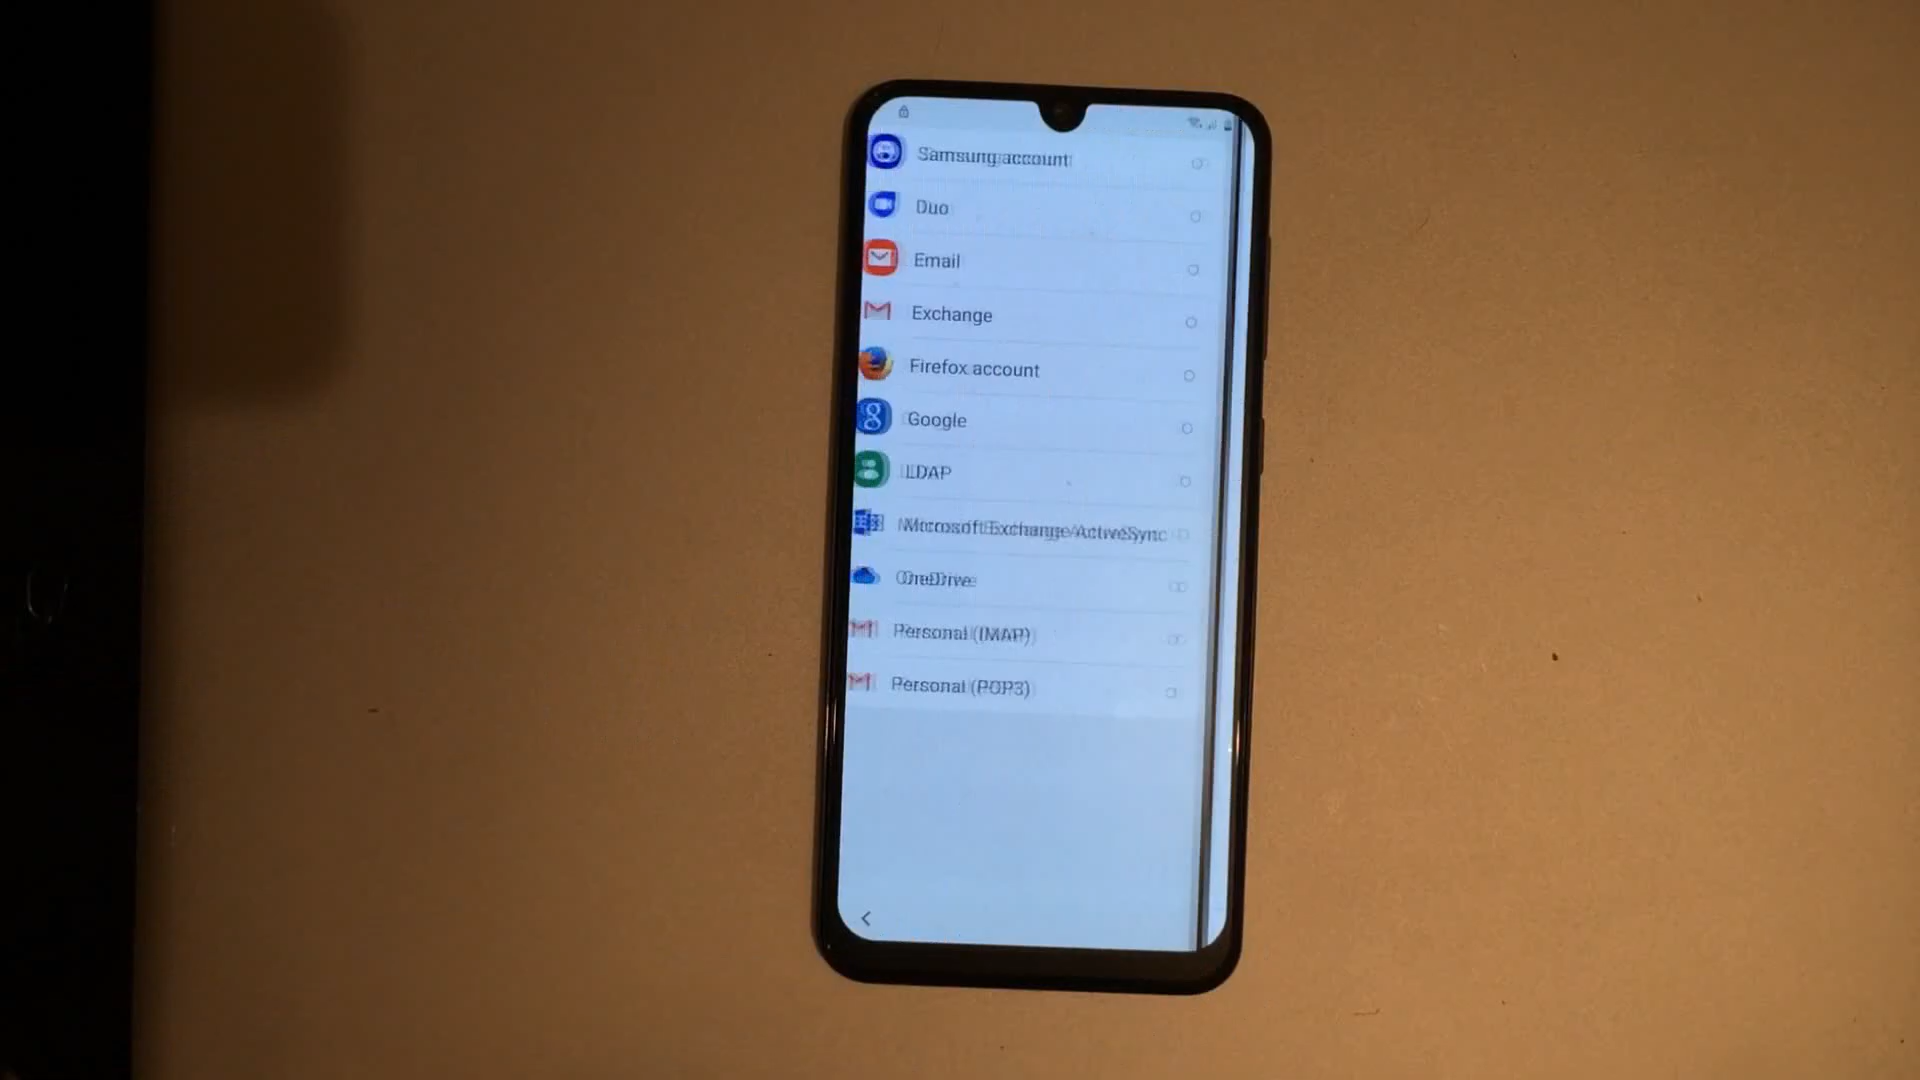 Samsung account
Duo
Email
Exchange
Firefox account
Google
LDAP
Microsoft Exchange ActiveSync
OneDrive
Personal (IMAP)
Personal (POP3)